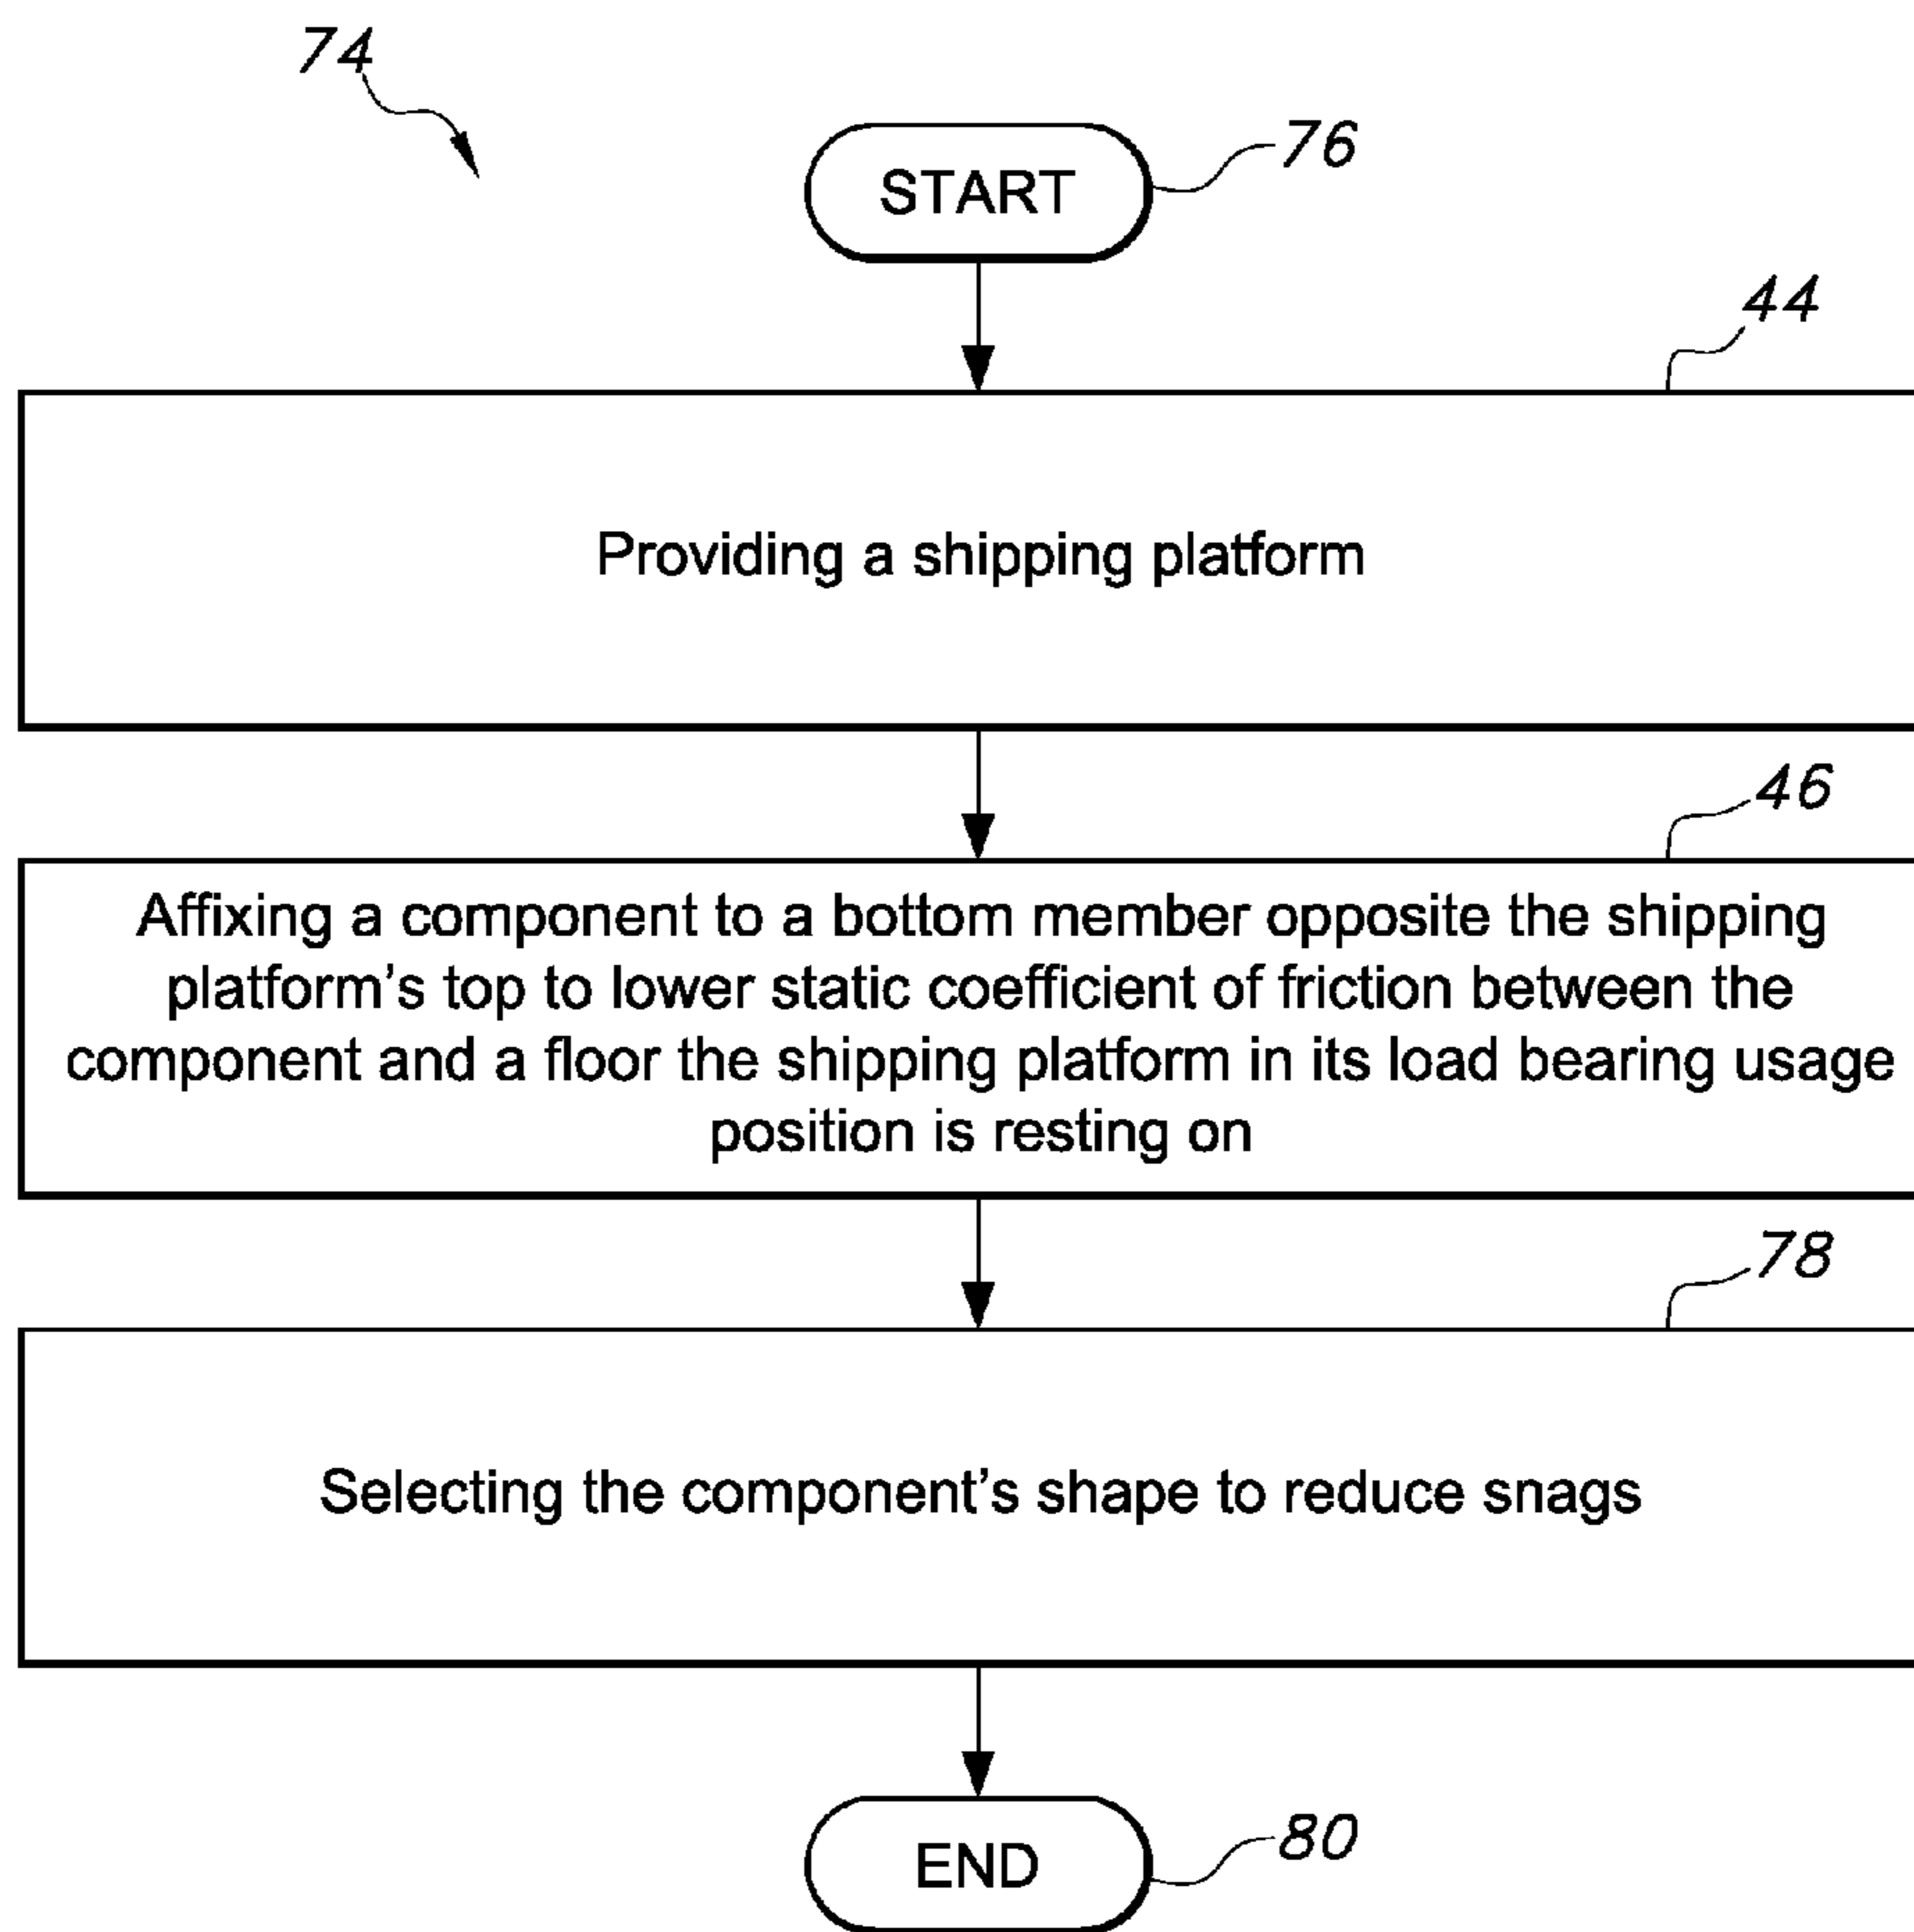 74
START
76
44
Providing a shipping platform
46
Affixing a component to a bottom member opposite the shipping
platform's top to lower static coefficient of friction between the
component and a floor the shipping platform in its load bearing usage
position is resting on
78
Selecting the component's shape to reduce snags
END
80